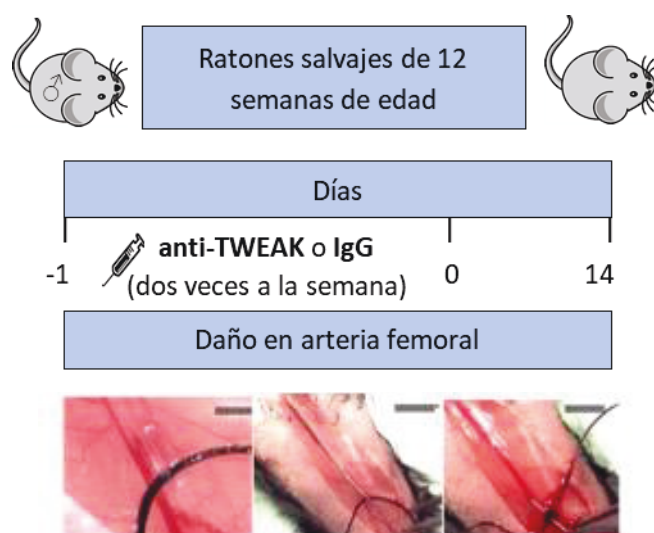 Ratones salvajes de 12
semanas de edad
Días
anti-TWEAK o IgG
(dos veces a la semana)
-1 0 14
Daño en arteria femoral